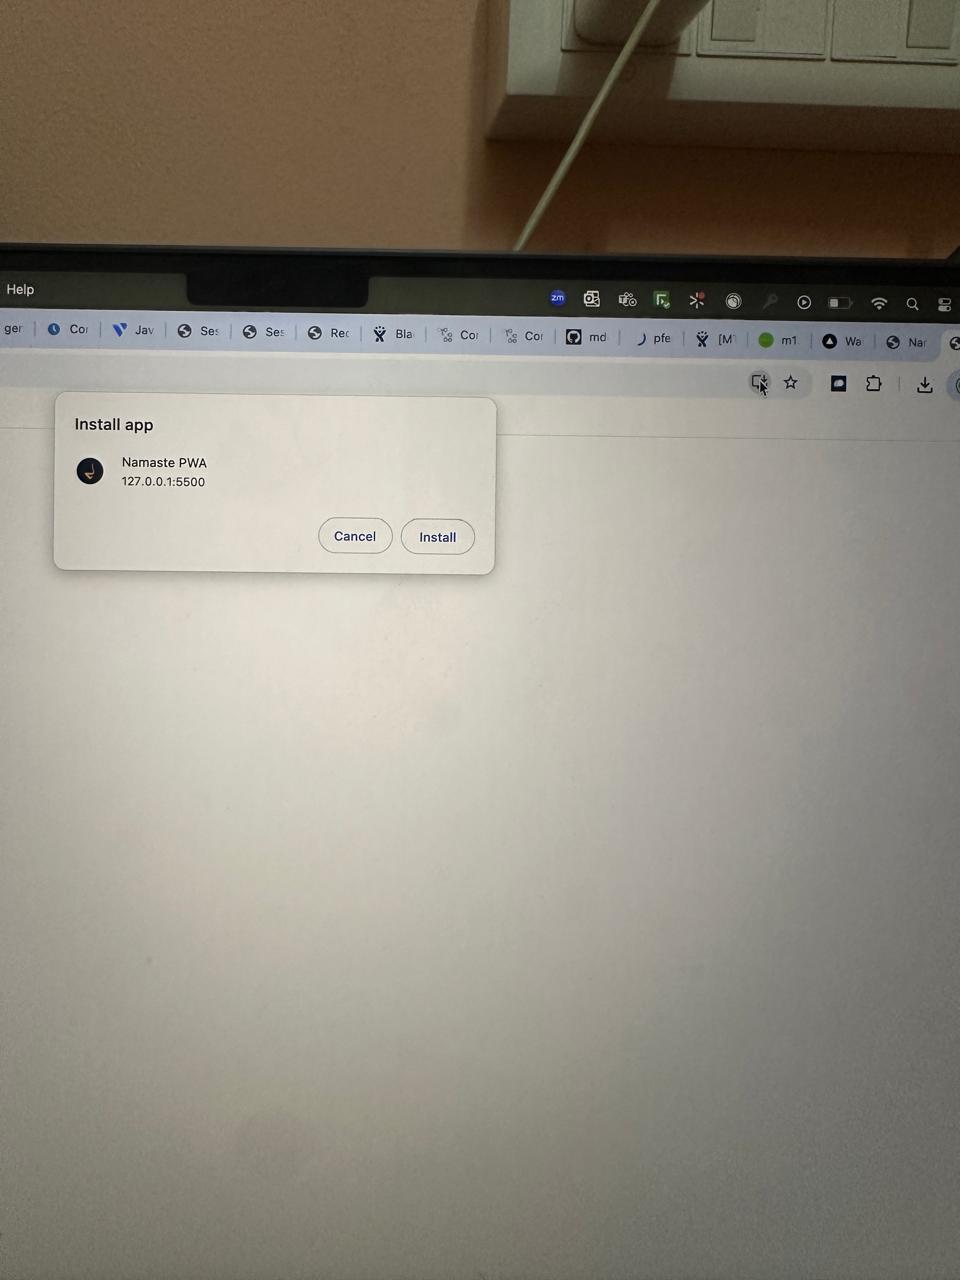 Help
zm
ger Cor Jav Ses Ses Rec Bla Cor Cor md pfe [M m1. Wa Nar
Install app
Namaste PWA
127.0.0.1:5500
Cancel Install